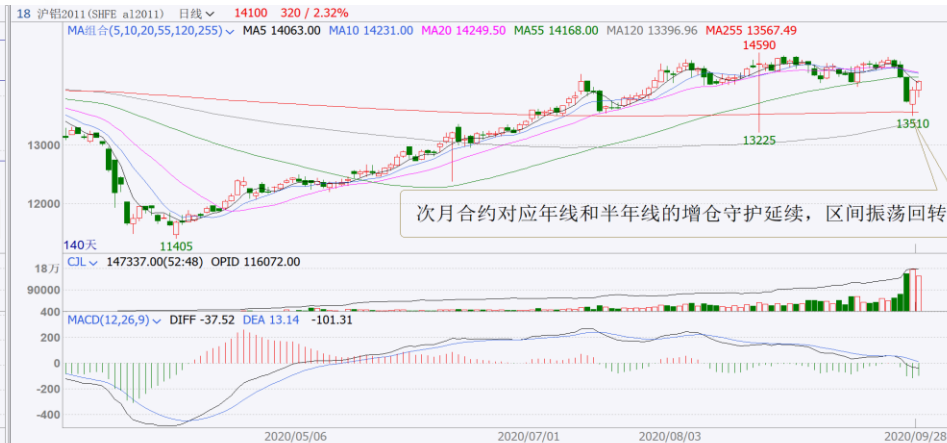 18 沪铝2011(SHFE al2011) 日线 14100 320 / 2.32%
MA组合(5,10,20,55,120,255) MA5 14063.00 MA10 14231.00 MA20 14249.50 MA55 14168.00 MA120 13396.96 MA255 13567.49
14590
13510
13225
13000
次月合约对应年线和半年线的增仓守护延续，区间振荡回转
12000
140天
11405
CJL 147337.00(52:48) OPID 116072.00
18万
90000
400
MACD(12,26,9) DIFF -37.52 DEA 13.14 -101.31
200
0
-200
-400
2020/05/06 2020/07/01 2020/08/03 2020/09/28